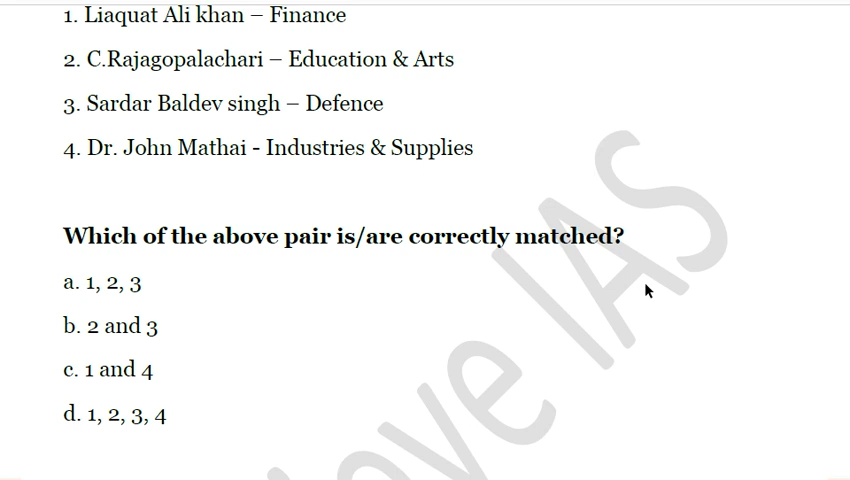 1. Liaquat Ali khan – Finance
2. C.Rajagopalachari – Education & Arts
3. Sardar Baldev singh – Defence
4. Dr. John Mathai - Industries & Supplies
Which of the above pair is/are correctly matched?
a. 1, 2, 3
b. 2 and 3
c. 1 and 4
d. 1, 2, 3, 4
love IAS